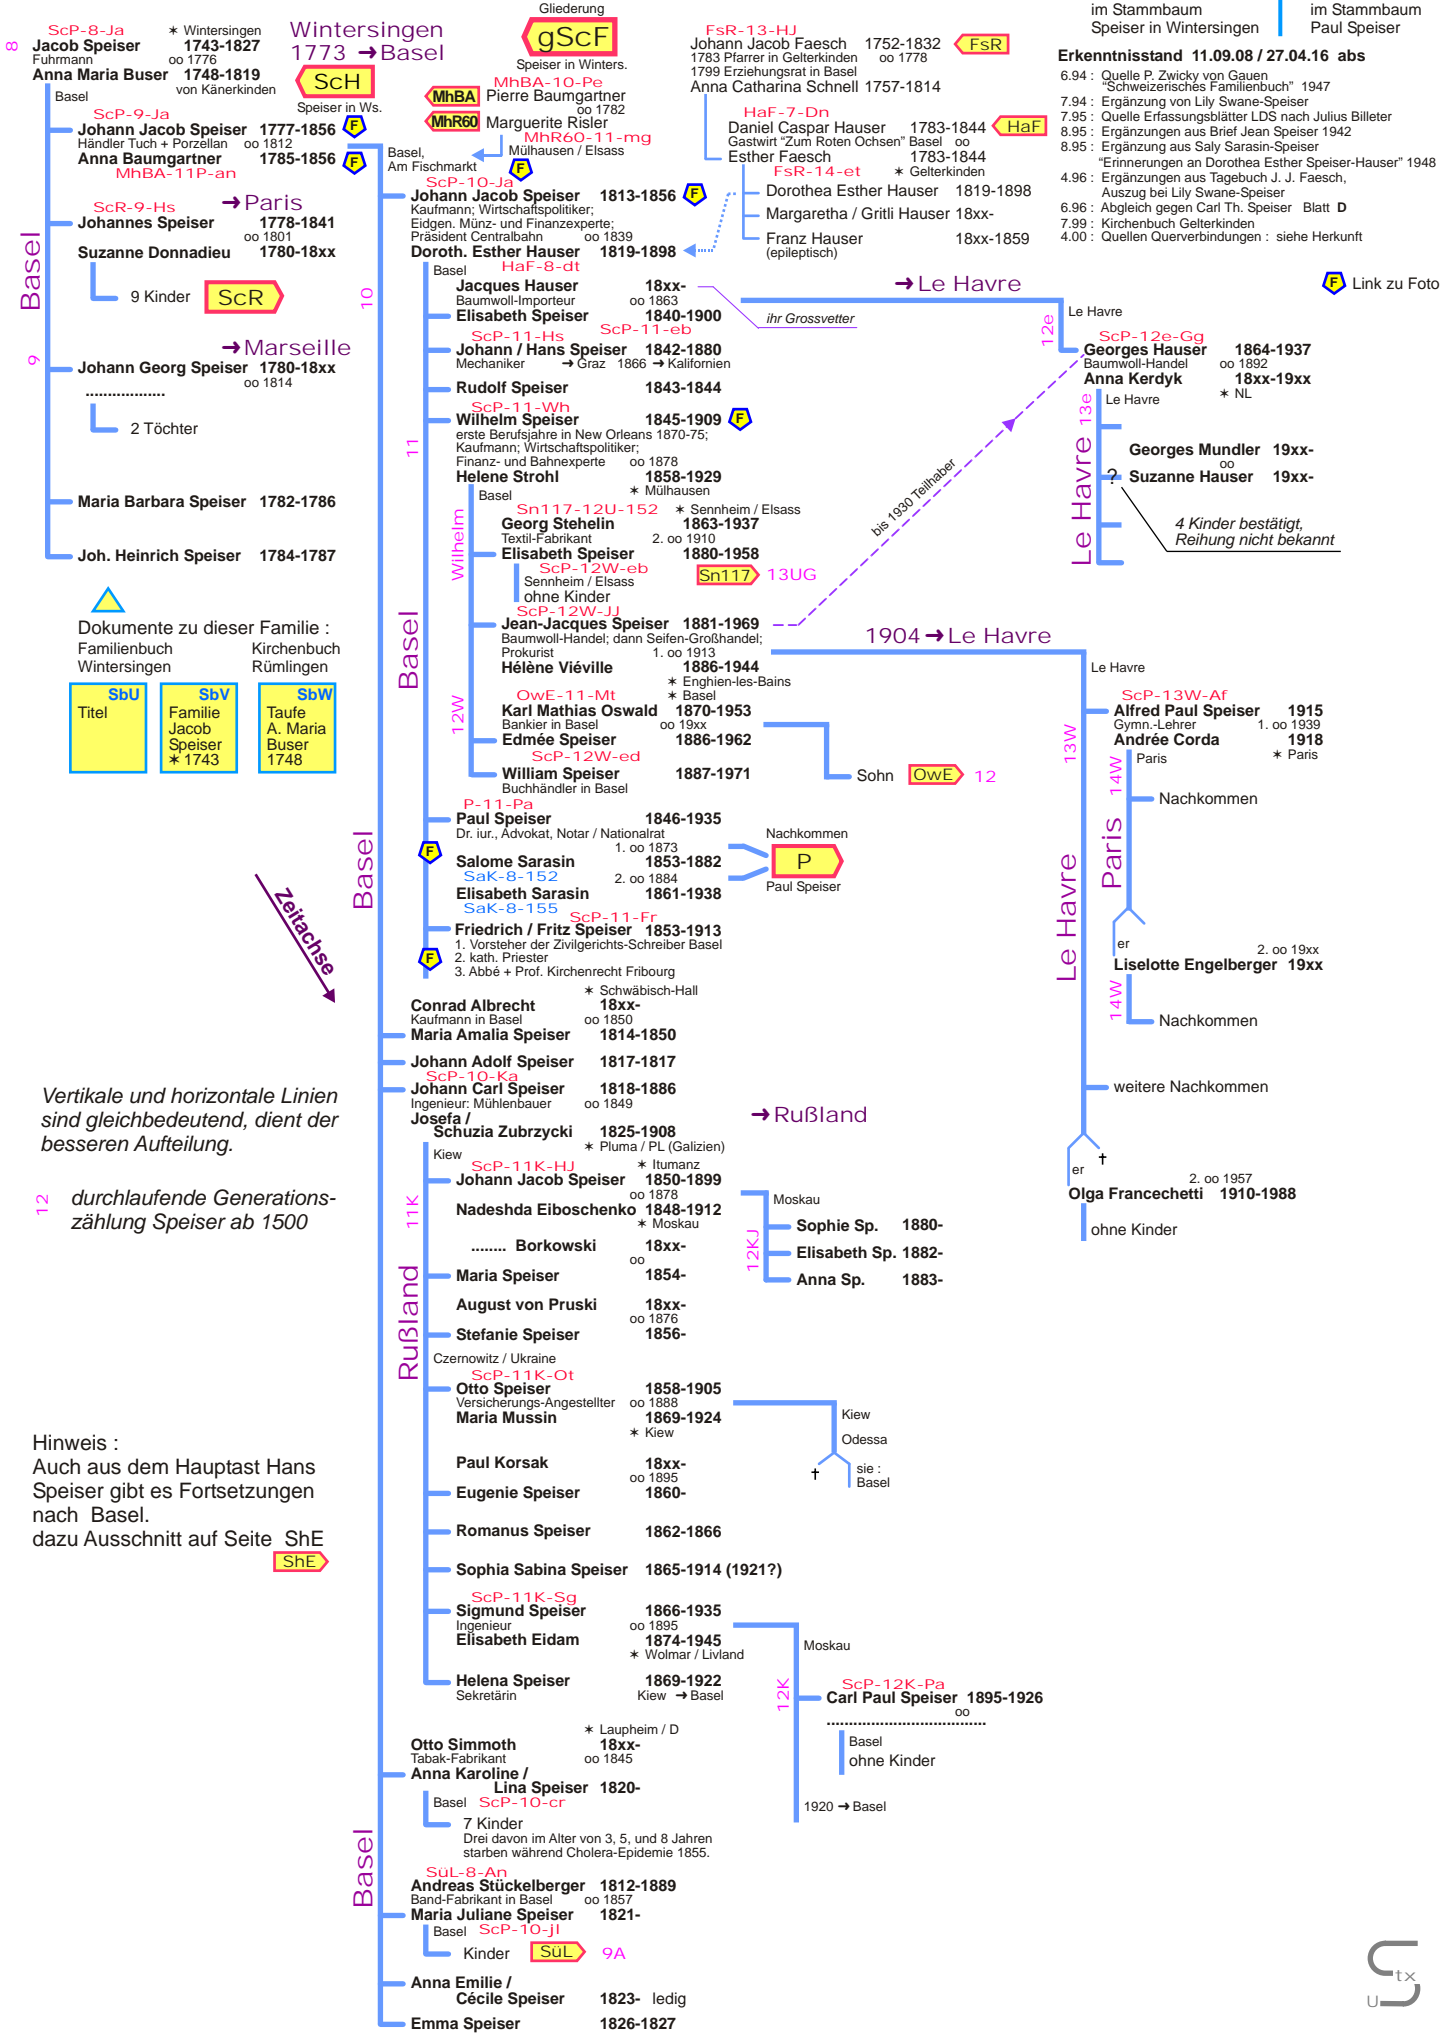 Gliederung
gScF
Speiser in Winters.
im Stammbaum
Speiser in Wintersingen
im Stammbaum
Paul Speiser
Erkenntnisstand 11.09.08 / 27.04.16 abs
6.94 : Quelle P. Zwicky von Gauen
"Schweizerisches Familienbuch" 1947
7.94 : Ergänzung von Lily Swane-Speiser
7.95 : Quelle Erfassungsblätter LDS nach Julius Billeter
8.95 : Ergänzungen aus Brief Jean Speiser 1942
8.95 : Ergänzung aus Saly Sarasin-Speiser
"Erinnerungen an Dorothea Esther Speiser-Hauser" 1948
4.96 : Ergänzungen aus Tagebuch J. J. Faesch,
Auszug bei Lily Swane-Speiser
6.96 : Abgleich gegen Carl Th. Speiser Blatt D
7.99 : Kirchenbuch Gelterkinden
4.00 : Quellen Querverbindungen : siehe Herkunft
F Link zu Foto
8
ScP-8-Ja
✶ Wintersingen
Jacob Speiser 1743-1827
Fuhrmann oo 1776
Anna Maria Buser 1748-1819
von Känerkinden
Wintersingen
1773 ➔ Basel
ScH
Speiser in Ws.
Basel
ScP-9-Ja
Johann Jacob Speiser 1777-1856 F
Händler Tuch + Porzellan oo 1812
Anna Baumgartner 1785-1856 F
MhBA-11P-an
➔ Paris
ScR-9-Hs
Johannes Speiser 1778-1841
oo 1801
Suzanne Donnadieu 1780-18xx
9 Kinder ScR
Basel
9
➔ Marseille
Johann Georg Speiser 1780-18xx
oo 1814
..................
2 Töchter
Maria Barbara Speiser 1782-1786
Joh. Heinrich Speiser 1784-1787
Dokumente zu dieser Familie :
Familienbuch
Wintersingen
Kirchenbuch
Rümlingen
SbU
Titel
SbV
Familie
Jacob
Speiser
✶ 1743
SbW
Taufe
A. Maria
Buser
1748
Zeitachse
Vertikale und horizontale Linien
sind gleichbedeutend, dient der
besseren Aufteilung.
12 durchlaufende Generations-
zählung Speiser ab 1500
Hinweis :
Auch aus dem Hauptast Hans
Speiser gibt es Fortsetzungen
nach Basel.
dazu Ausschnitt auf Seite ShE
ShE
MhBA-10-Pe
MhBA Pierre Baumgartner
oo 1782
MhR60 Marguerite Risler
MhR60-11-mg
Mülhausen / Elsass
F
Basel,
Am Fischmarkt
FsR-13-HJ
Johann Jacob Faesch 1752-1832 FsR
1783 Pfarrer in Gelterkinden oo 1778
1799 Erziehungsrat in Basel
Anna Catharina Schnell 1757-1814
HaF-7-Dn
Daniel Caspar Hauser 1783-1844 HaF
Gastwirt "Zum Roten Ochsen" Basel oo
Esther Faesch 1783-1844
FsR-14-et ✶ Gelterkinden
Dorothea Esther Hauser 1819-1898
Margaretha / Gritli Hauser 18xx-
Franz Hauser 18xx-1859
(epileptisch)
10
Basel
Basel
ScP-10-Ja
Johann Jacob Speiser 1813-1856 F
Kaufmann; Wirtschaftspolitiker;
Eidgen. Münz- und Finanzexperte;
Präsident Centralbahn oo 1839
Doroth. Esther Hauser 1819-1898
HaF-8-dt
Basel
11
Basel
Jacques Hauser 18xx-
Baumwoll-Importeur oo 1863
Elisabeth Speiser 1840-1900
ScP-11-eb
ihr Grossvetter
ScP-11-Hs
Johann / Hans Speiser 1842-1880
Mechaniker ➔ Graz 1866 ➔ Kalifornien
Rudolf Speiser 1843-1844
ScP-11-Wh
Wilhelm Speiser 1845-1909 F
erste Berufsjahre in New Orleans 1870-75;
Kaufmann; Wirtschaftspolitiker;
Finanz- und Bahnexperte oo 1878
Helene Strohl 1858-1929
✶ Mülhausen
Basel
Wilhelm
12W
Sn117-12U-152 ✶ Sennheim / Elsass
Georg Stehelin 1863-1937
Textil-Fabrikant 2. oo 1910
Elisabeth Speiser 1880-1958
ScP-12W-eb
Sennheim / Elsass
ohne Kinder
Sn117 13UG
ScP-12W-JJ
Jean-Jacques Speiser 1881-1969
Baumwoll-Handel; dann Seifen-Großhandel;
Prokurist 1. oo 1913
Hélène Viéville 1886-1944
✶ Enghien-les-Bains
OwE-11-Mt ✶ Basel
Karl Mathias Oswald 1870-1953
Bankier in Basel oo 19xx
Edmée Speiser 1886-1962
ScP-12W-ed
Sohn OwE 12
William Speiser 1887-1971
Buchhändler in Basel
P-11-Pa
Paul Speiser 1846-1935
Dr. iur., Advokat, Notar / Nationalrat
F
1. oo 1873
Salome Sarasin 1853-1882
SaK-8-152 2. oo 1884
Elisabeth Sarasin 1861-1938
SaK-8-155
Nachkommen
P
Paul Speiser
ScP-11-Fr
Friedrich / Fritz Speiser 1853-1913
F
1. Vorsteher der Zivilgerichts-Schreiber Basel
2. kath. Priester
3. Abbé + Prof. Kirchenrecht Fribourg
➔ Le Havre
12e
Le Havre
ScP-12e-Gg
Georges Hauser 1864-1937
Baumwoll-Handel oo 1892
Anna Kerdyk 18xx-19xx
✶ NL
13e
Le Havre
Le Havre
Georges Mundler 19xx-
oo
? Suzanne Hauser 19xx-
4 Kinder bestätigt,
Reihung nicht bekannt
bis 1930 Teilhaber
1904 ➔ Le Havre
Le Havre
13W
Le Havre
ScP-13W-Af
Alfred Paul Speiser 1915
Gymn.-Lehrer 1. oo 1939
Andrée Corda 1918
✶ Paris
Paris
14W
Paris
Nachkommen
er
2. oo 19xx
Liselotte Engelberger 19xx
14W
Nachkommen
weitere Nachkommen
er
✝
2. oo 1957
Olga Francechetti 1910-1988
ohne Kinder
✶ Schwäbisch-Hall
Conrad Albrecht 18xx-
Kaufmann in Basel oo 1850
Maria Amalia Speiser 1814-1850
Johann Adolf Speiser 1817-1817
ScP-10-Ka
Johann Carl Speiser 1818-1886
Ingenieur: Mühlenbauer oo 1849
Josefa /
Schuzia Zubrzycki 1825-1908
✶ Pluma / PL (Galizien)
➔ Rußland
Kiew
11K
Rußland
ScP-11K-HJ ✶ Itumanz
Johann Jacob Speiser 1850-1899
oo 1878
Nadeshda Eiboschenko 1848-1912
✶ Moskau
Moskau
12KJ
Sophie Sp. 1880-
Elisabeth Sp. 1882-
Anna Sp. 1883-
........ Borkowski 18xx-
oo
Maria Speiser 1854-
August von Pruski 18xx-
oo 1876
Stefanie Speiser 1856-
Czernowitz / Ukraine
ScP-11K-Ot
Otto Speiser 1858-1905
Versicherungs-Angestellter oo 1888
Maria Mussin 1869-1924
✶ Kiew
Kiew
Odessa
✝
sie :
Basel
Paul Korsak 18xx-
oo 1895
Eugenie Speiser 1860-
Romanus Speiser 1862-1866
Sophia Sabina Speiser 1865-1914 (1921?)
ScP-11K-Sg
Sigmund Speiser 1866-1935
Ingenieur oo 1895
Elisabeth Eidam 1874-1945
✶ Wolmar / Livland
Helena Speiser 1869-1922
Sekretärin Kiew ➔ Basel
Moskau
12K
ScP-12K-Pa
Carl Paul Speiser 1895-1926
oo
....................................
Basel
ohne Kinder
1920 ➔ Basel
✶ Laupheim / D
Otto Simmoth 18xx-
Tabak-Fabrikant oo 1845
Anna Karoline /
Lina Speiser 1820-
Basel ScP-10-cr
7 Kinder
Drei davon im Alter von 3, 5, und 8 Jahren
starben während Cholera-Epidemie 1855.
SüL-8-An
Andreas Stückelberger 1812-1889
Band-Fabrikant in Basel oo 1857
Maria Juliane Speiser 1821-
Basel ScP-10-jl
Kinder SüL 9A
Anna Emilie /
Cécile Speiser 1823- ledig
Emma Speiser 1826-1827
tx
U